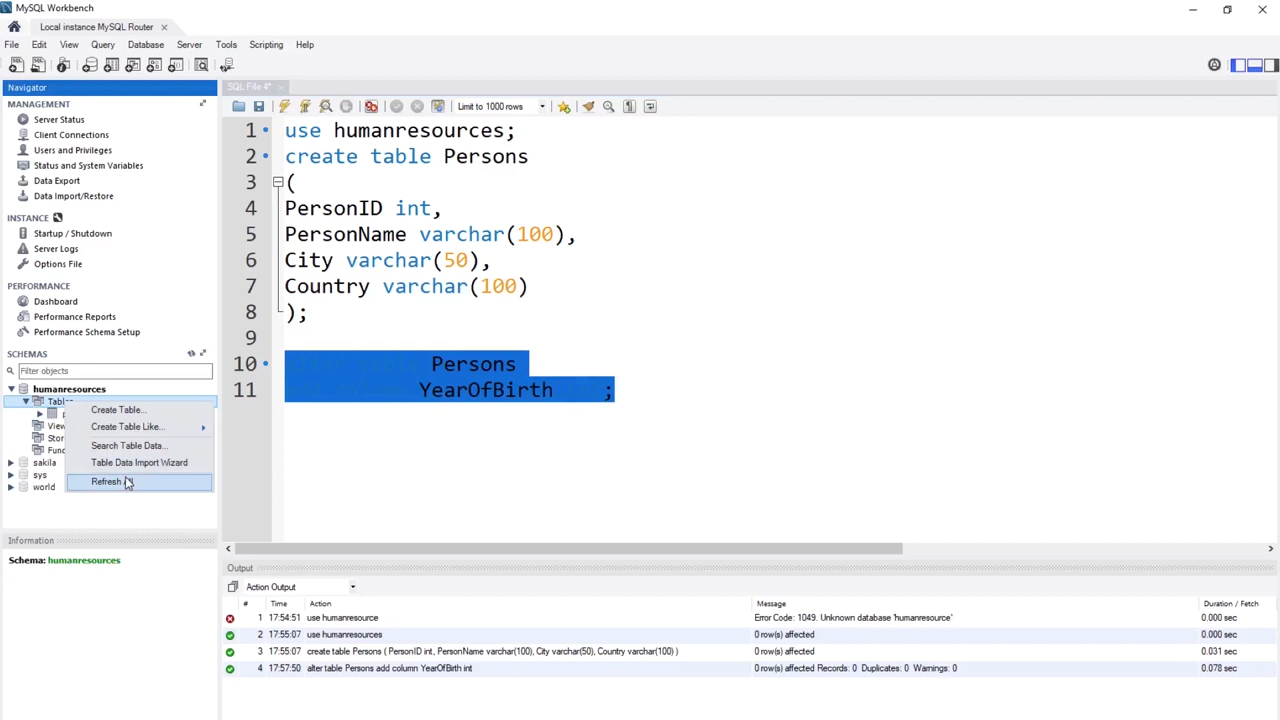 MySQL Workbench
Local instance MySQL Router
File Edit View Query Database Server Tools Scripting Help
Navigator
MANAGEMENT
Server Status
Client Connections
Users and Privileges
Status and System Variables
Data Export
Data Import/Restore
INSTANCE
Startup / Shutdown
Server Logs
Options File
PERFORMANCE
Dashboard
Performance Reports
Performance Schema Setup
SCHEMAS
Filter objects
humanresources
sakila
sys
world
Create Table...
Create Table Like...
Search Table Data...
Table Data Import Wizard
Refresh
Information
Schema: humanresources
SQL File 4*
Limit to 1000 rows
1 use humanresources;
2 create table Persons
3 (
4 PersonID int,
5 PersonName varchar(100),
6 City varchar(50),
7 Country varchar(100)
8 );
9
10 alter table Persons
11 add column YearOfBirth int;
Output
Action Output
# Time Action Message Duration / Fetch
1 17:54:51 use humanresource Error Code: 1049. Unknown database 'humanresource' 0.000 sec
2 17:55:07 use humanresources 0 row(s) affected 0.000 sec
3 17:55:07 create table Persons ( PersonID int, PersonName varchar(100), City varchar(50), Country varchar(100) ) 0 row(s) affected 0.031 sec
4 17:57:50 alter table Persons add column YearOfBirth int 0 row(s) affected Records: 0 Duplicates: 0 Warnings: 0 0.078 sec